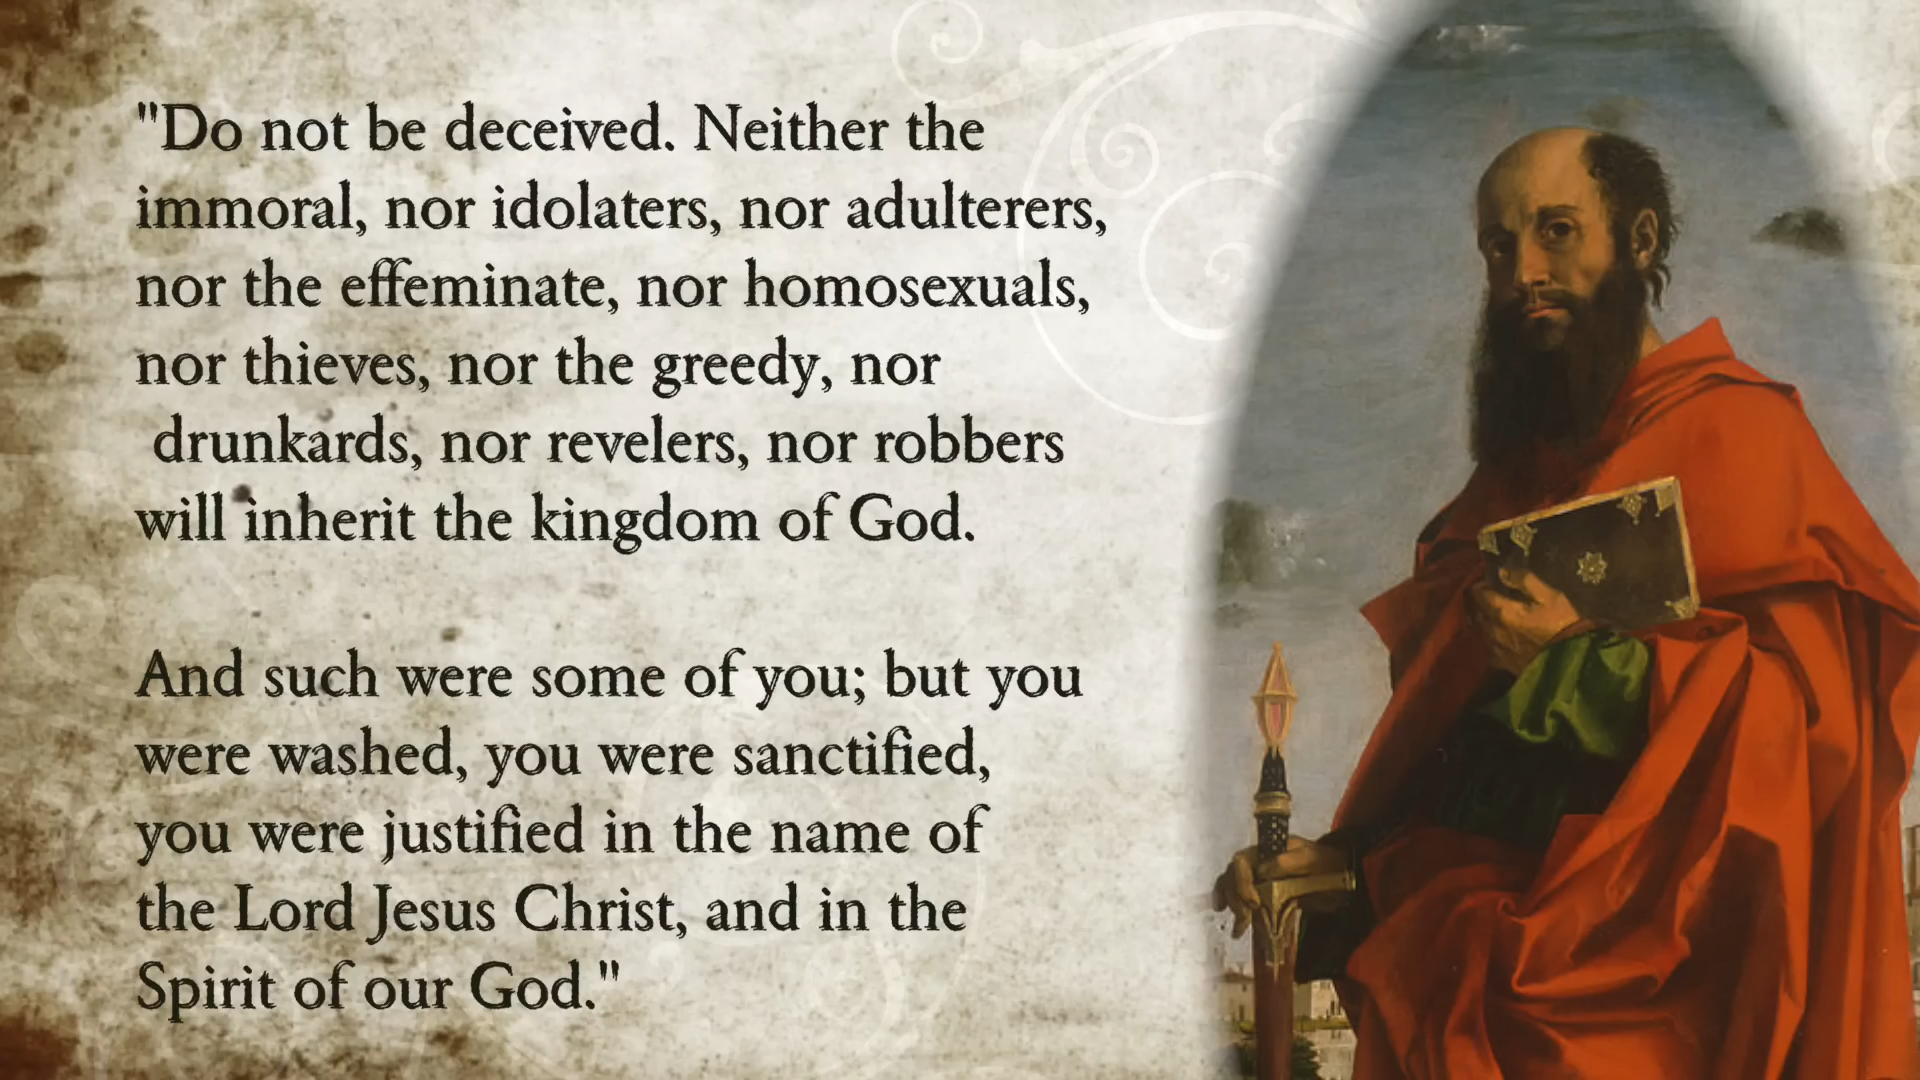 "Do not be deceived. Neither the
immoral, nor idolaters, nor adulterers,
nor the effeminate, nor homosexuals,
nor thieves, nor the greedy, nor
drunkards, nor revelers, nor robbers
will inherit the kingdom of God.
And such were some of you; but you
were washed, you were sanctified,
you were justified in the name of
the Lord Jesus Christ, and in the
Spirit of our God."